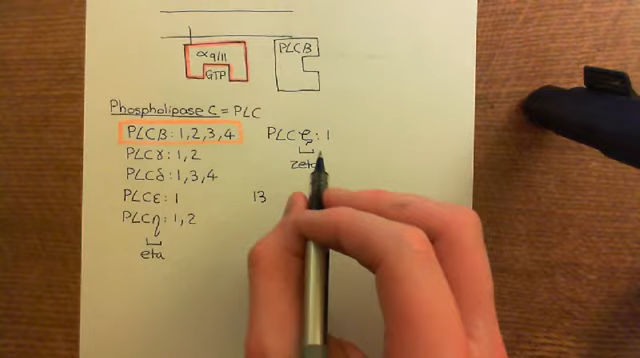 αq/11
GTP
PLCβ
Phospholipase C = PLC
PLCβ: 1,2,3,4
PLCγ: 1,2
PLCδ: 1,3,4
PLCε: 1
PLCη: 1,2
eta
PLCζ: 1
zeta
13